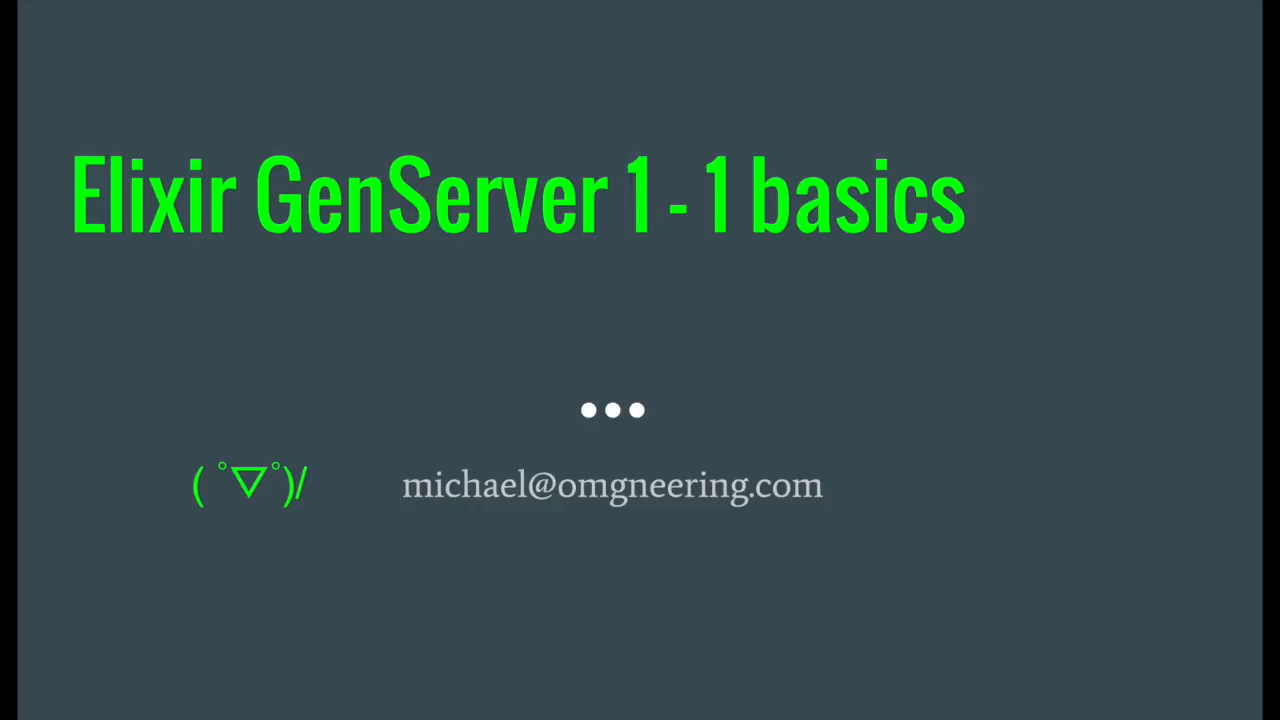 Elixir GenServer 1 - 1 basics
•••
( ﾟ▽ﾟ)/ michael@omgneering.com